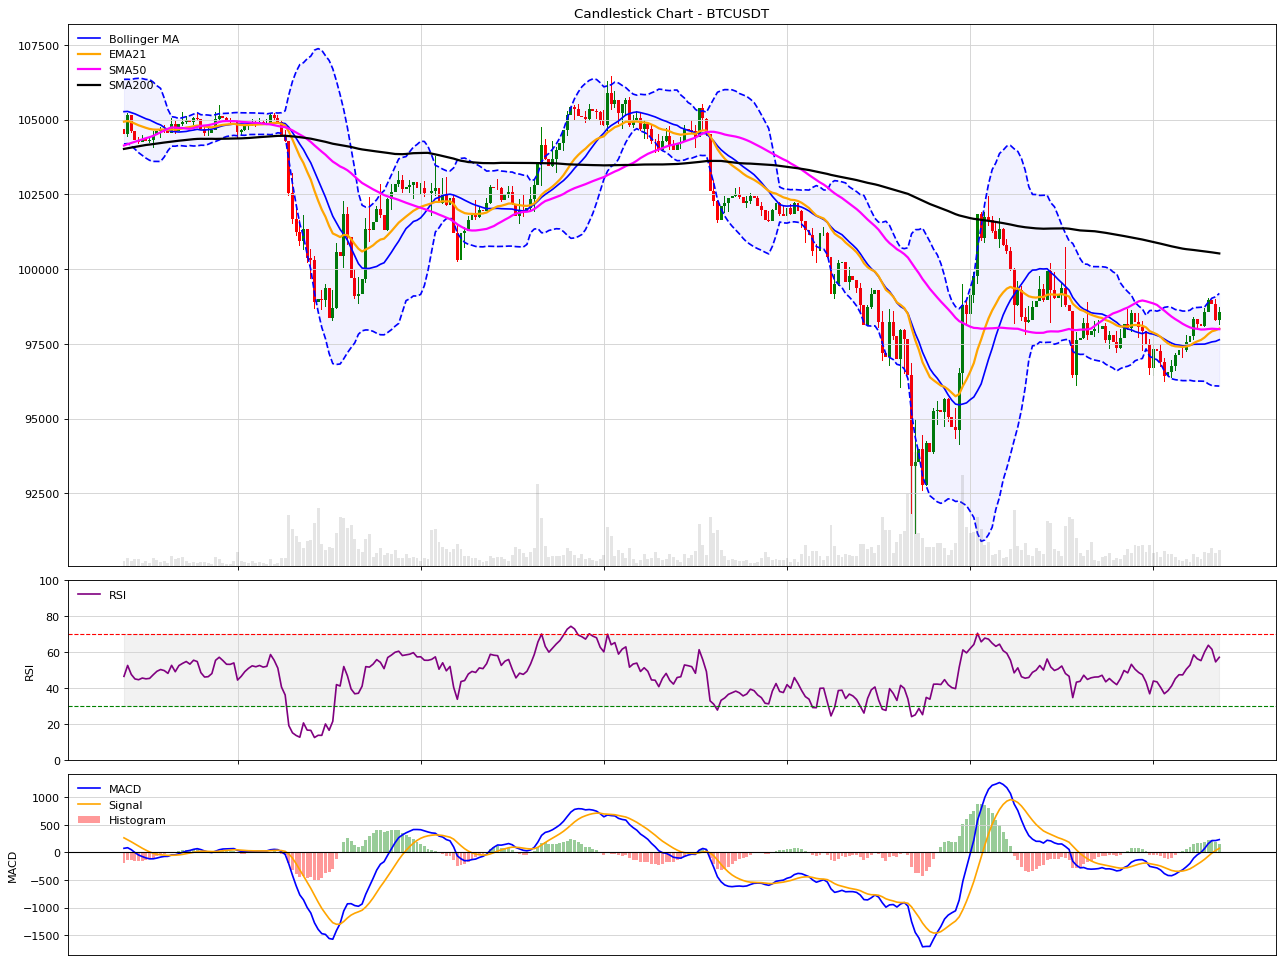 Candlestick Chart - BTCUSDT
Bollinger MA
EMA21
SMA50
SMA200
107500
105000
102500
100000
97500
95000
92500
RSI
RSI
100
80
60
40
20
0
MACD
Signal
Histogram
MACD
1000
500
0
−500
−1000
−1500